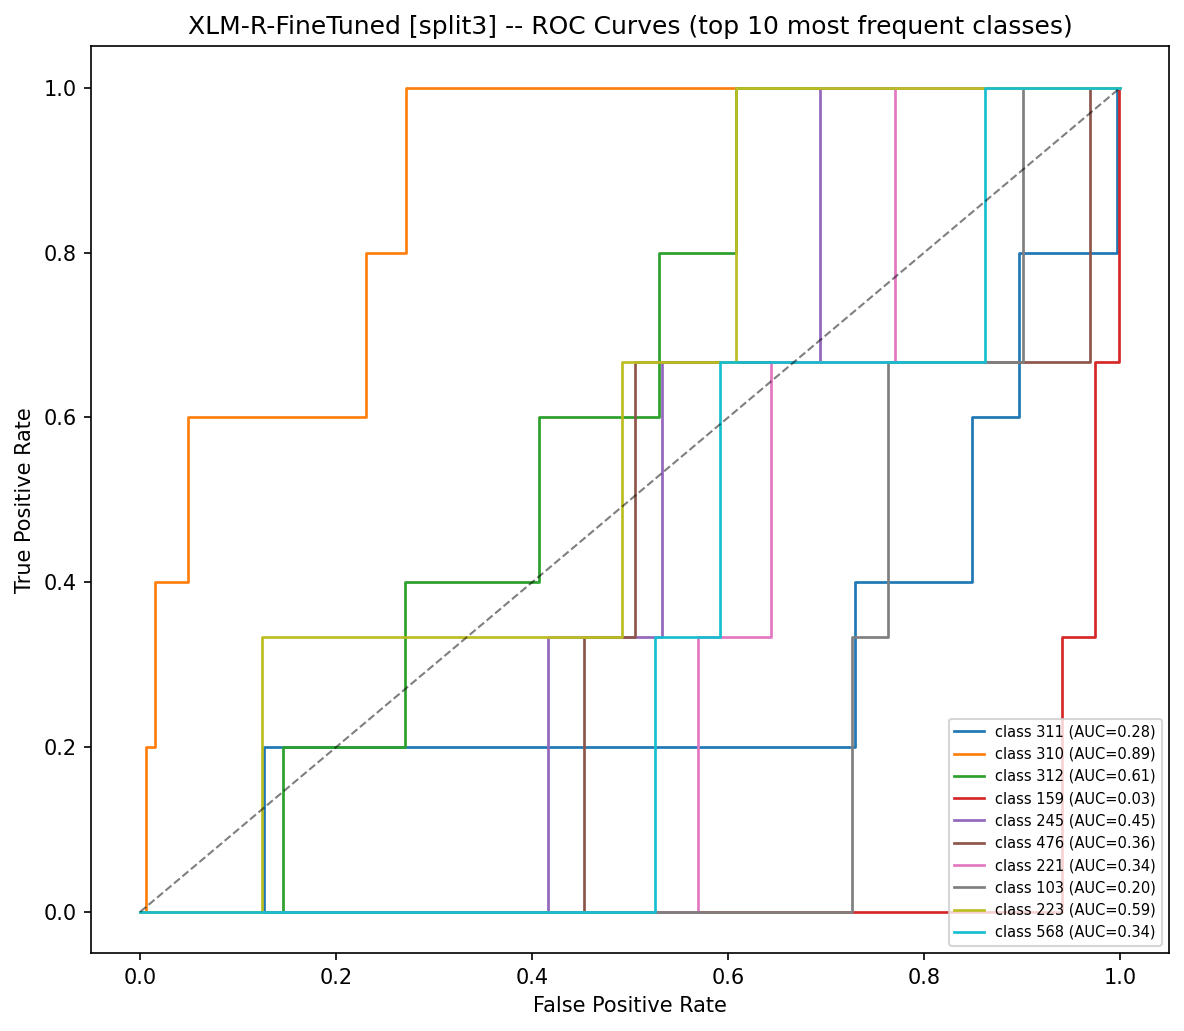 XLM-R-FineTuned [split3] -- ROC Curves (top 10 most frequent classes)
1.0
0.8
0.6
0.4
0.2
0.0
True Positive Rate
0.0 0.2 0.4 0.6 0.8 1.0
False Positive Rate
class 311 (AUC=0.28)
class 310 (AUC=0.89)
class 312 (AUC=0.61)
class 159 (AUC=0.03)
class 245 (AUC=0.45)
class 476 (AUC=0.36)
class 221 (AUC=0.34)
class 103 (AUC=0.20)
class 223 (AUC=0.59)
class 568 (AUC=0.34)